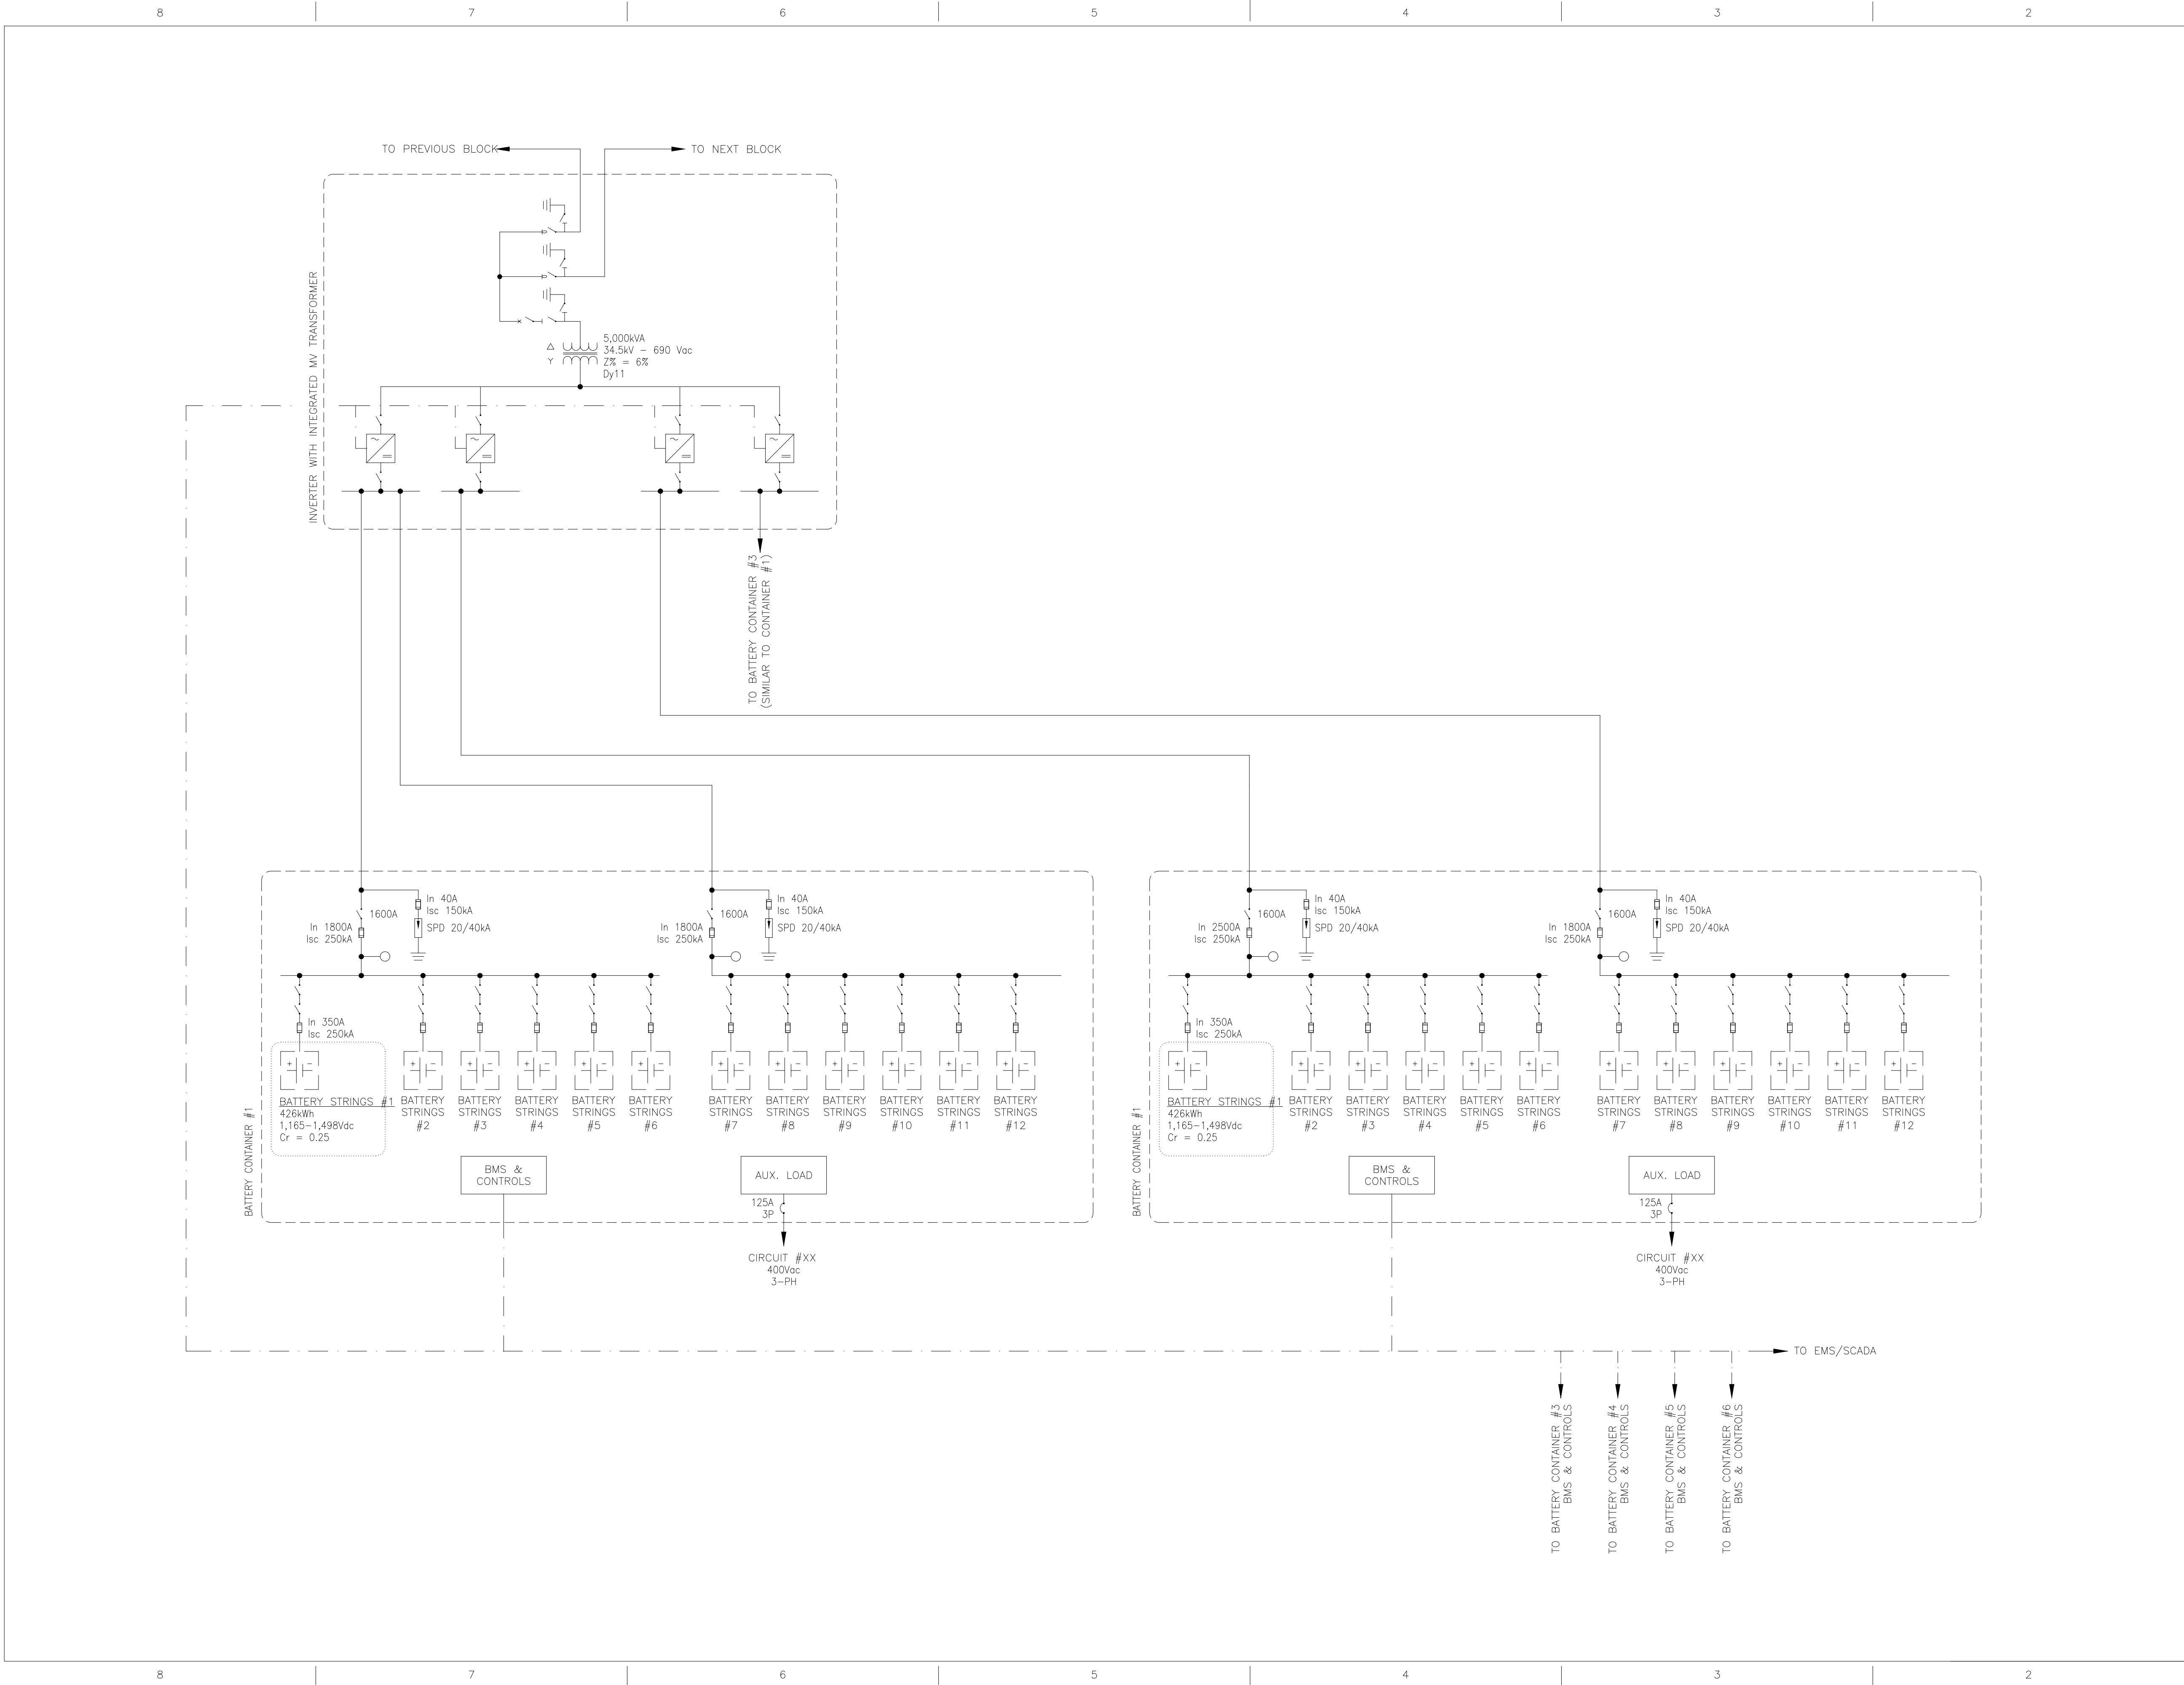 8 7 6 5 4 3 2
TO PREVIOUS BLOCK
TO NEXT BLOCK
INVERTER WITH INTEGRATED MV TRANSFORMER
5,000kVA
34.5kV - 690 Vac
Z% = 6%
Dy11
TO BATTERY CONTAINER #3
(SIMILAR TO CONTAINER #1)
BATTERY CONTAINER #1
In 40A
Isc 150kA
1600A
SPD 20/40kA
In 1800A
Isc 250kA
In 40A
Isc 150kA
1600A
SPD 20/40kA
In 1800A
Isc 250kA
In 350A
Isc 250kA
BATTERY STRINGS #1
426kWh
1,165-1,498Vdc
Cr = 0.25
BATTERY
STRINGS
#2
BATTERY
STRINGS
#3
BATTERY
STRINGS
#4
BATTERY
STRINGS
#5
BATTERY
STRINGS
#6
BATTERY
STRINGS
#7
BATTERY
STRINGS
#8
BATTERY
STRINGS
#9
BATTERY
STRINGS
#10
BATTERY
STRINGS
#11
BATTERY
STRINGS
#12
BMS &
CONTROLS
AUX. LOAD
125A
3P
CIRCUIT #XX
400Vac
3-PH
BATTERY CONTAINER #1
In 40A
Isc 150kA
1600A
SPD 20/40kA
In 2500A
Isc 250kA
In 40A
Isc 150kA
1600A
SPD 20/40kA
In 1800A
Isc 250kA
In 350A
Isc 250kA
BATTERY STRINGS #1
426kWh
1,165-1,498Vdc
Cr = 0.25
BATTERY
STRINGS
#2
BATTERY
STRINGS
#3
BATTERY
STRINGS
#4
BATTERY
STRINGS
#5
BATTERY
STRINGS
#6
BATTERY
STRINGS
#7
BATTERY
STRINGS
#8
BATTERY
STRINGS
#9
BATTERY
STRINGS
#10
BATTERY
STRINGS
#11
BATTERY
STRINGS
#12
BMS &
CONTROLS
AUX. LOAD
125A
3P
CIRCUIT #XX
400Vac
3-PH
TO EMS/SCADA
TO BATTERY CONTAINER #3
BMS & CONTROLS
TO BATTERY CONTAINER #4
BMS & CONTROLS
TO BATTERY CONTAINER #5
BMS & CONTROLS
TO BATTERY CONTAINER #6
BMS & CONTROLS
8 7 6 5 4 3 2